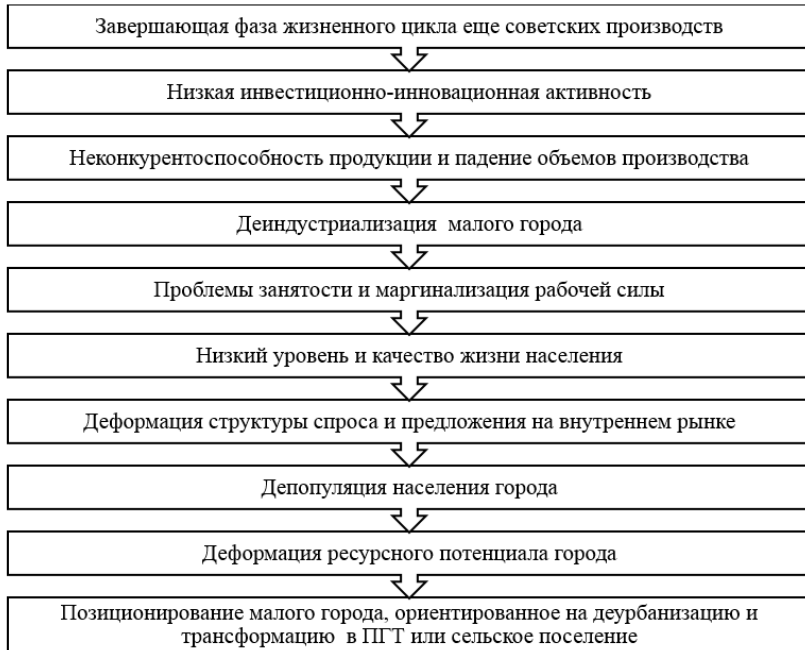 Завершающая фаза жизненного цикла еще советских производств
Низкая инвестиционно-инновационная активность
Неконкурентоспособность продукции и падение объемов производства
Деиндустриализация малого города
Проблемы занятости и маргинализация рабочей силы
Низкий уровень и качество жизни населения
Деформация структуры спроса и предложения на внутреннем рынке
Депопуляция населения города
Деформация ресурсного потенциала города
Позиционирование малого города, ориентированное на деурбанизацию и
трансформацию в ПГТ или сельское поселение